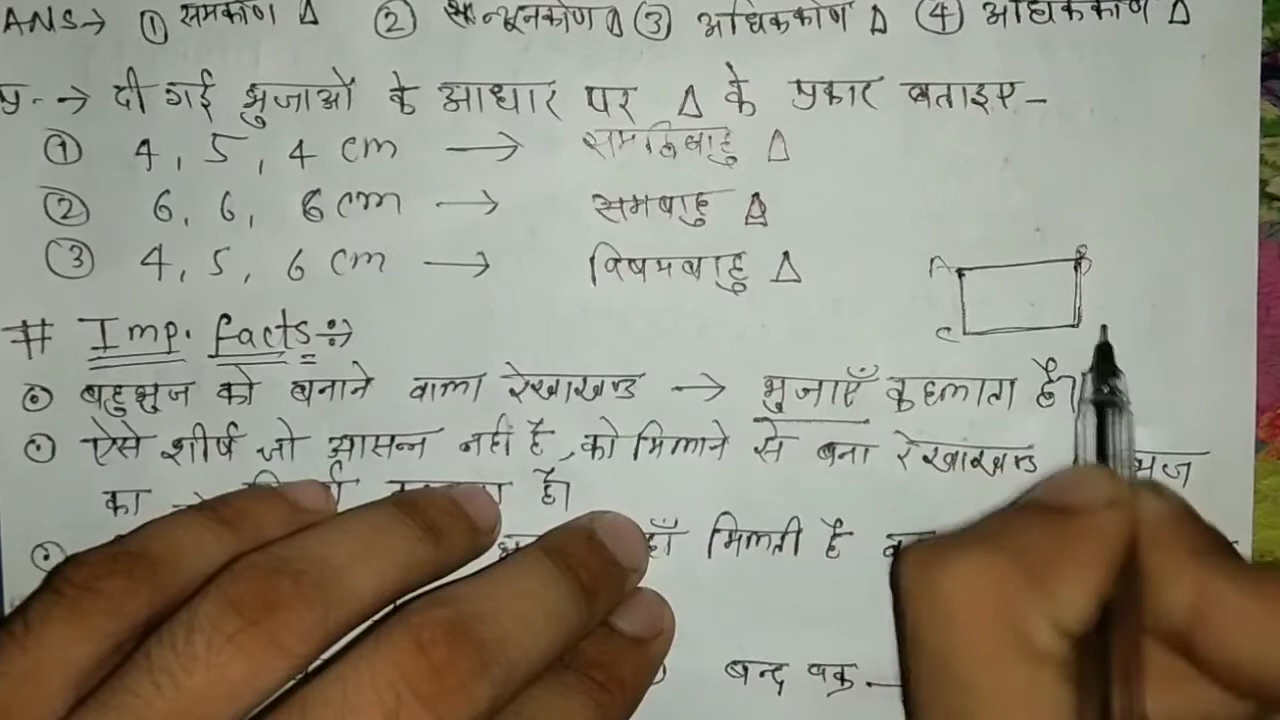 ANS→ ① समकोण Δ ② न्यूनकोण Δ ③ अधिककोण Δ ④ अधिककोण Δ
प्र.→ दी गई भुजाओं के आधार पर Δ के प्रकार बताइए-
① 4, 5, 4 cm → समद्विबाहु Δ
② 6, 6, 6 cm → समबाहु Δ
③ 4, 5, 6 cm → विषमबाहु Δ
A B
C
# Imp. facts:→
बहुभुज को बनाने वाला रेखाखण्ड → भुजाएँ कहलाता है।
ऐसे शीर्ष जो आसन्न नहीं है, को मिलाने से बना रेखाखण्ड
का है।
मिलती है
बन्द वक्र